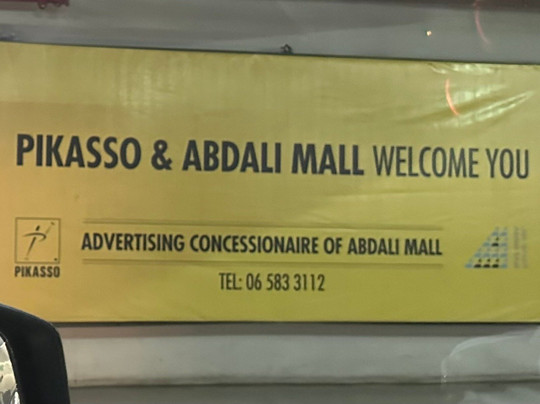 PIKASSO & ABDALI MALL WELCOME YOU
ADVERTISING CONCESSIONAIRE OF ABDALI MALL
PIKASSO
TEL: 06 583 3112